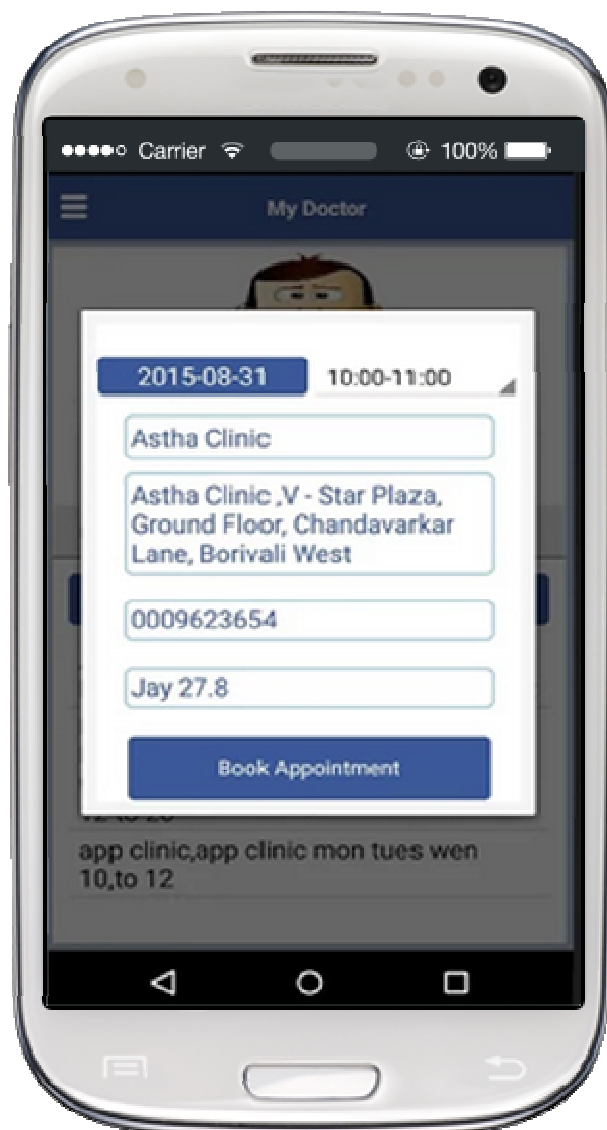 Carrier 100%
My Doctor
2015-08-31 10:00-11:00
Astha Clinic
Astha Clinic ,V - Star Plaza,
Ground Floor, Chandavarkar
Lane, Borivali West
0009623654
Jay 27.8
Book Appointment
app clinic,app clinic mon tues wen
10,to 12